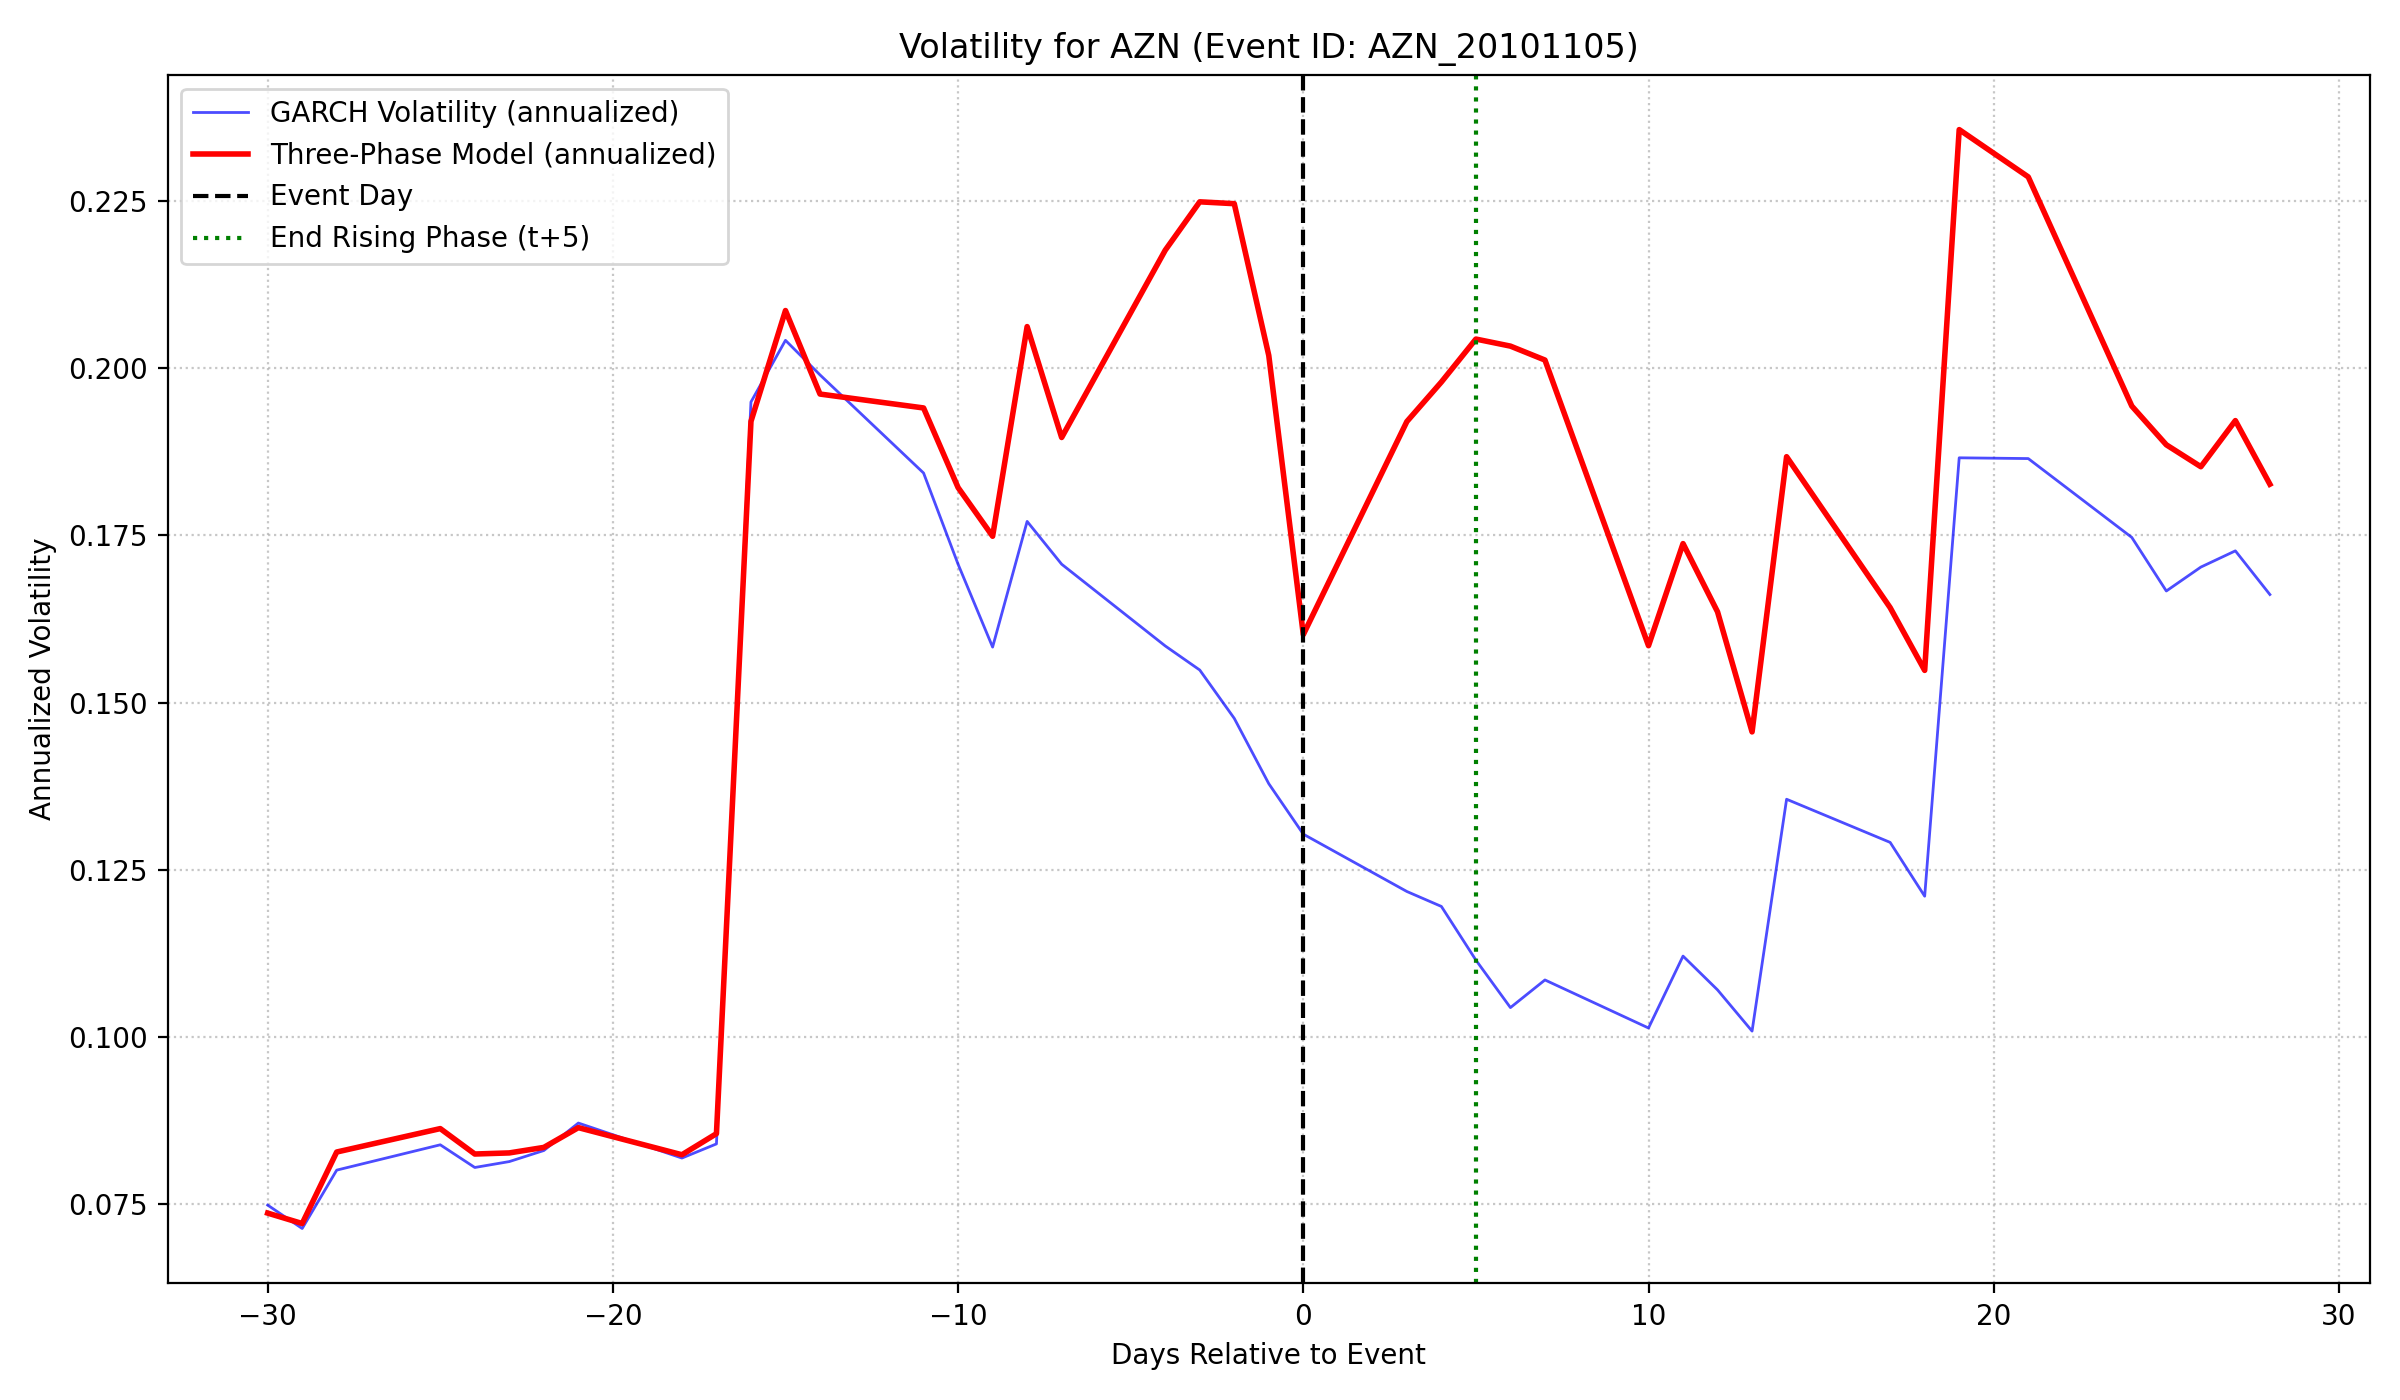 Volatility for AZN (Event ID: AZN_20101105)
GARCH Volatility (annualized)
Three-Phase Model (annualized)
Event Day
End Rising Phase (t+5)
Annualized Volatility
0.225
0.200
0.175
0.150
0.125
0.100
0.075
−30
−20
−10
0
10
20
30
Days Relative to Event